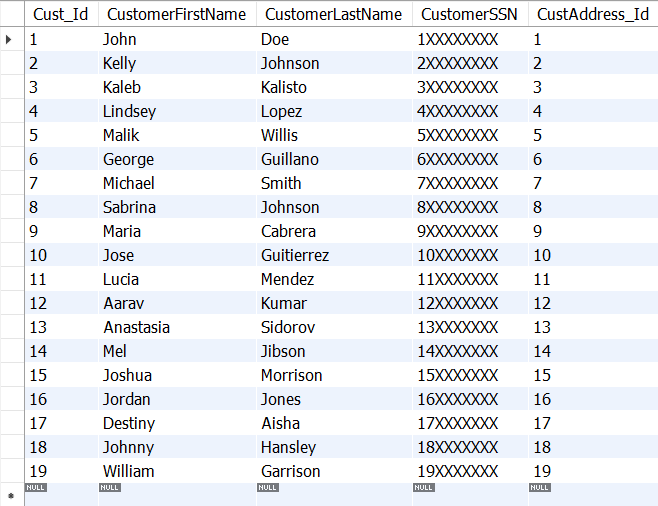 Cust_Id CustomerFirstName CustomerLastName CustomerSSN CustAddress_Id
1 John Doe 1XXXXXXXX 1
2 Kelly Johnson 2XXXXXXXX 2
3 Kaleb Kalisto 3XXXXXXXX 3
4 Lindsey Lopez 4XXXXXXXX 4
5 Malik Willis 5XXXXXXXX 5
6 George Guillano 6XXXXXXXX 6
7 Michael Smith 7XXXXXXXX 7
8 Sabrina Johnson 8XXXXXXXX 8
9 Maria Cabrera 9XXXXXXXX 9
10 Jose Guitierrez 10XXXXXXX 10
11 Lucia Mendez 11XXXXXXX 11
12 Aarav Kumar 12XXXXXXX 12
13 Anastasia Sidorov 13XXXXXXX 13
14 Mel Jibson 14XXXXXXX 14
15 Joshua Morrison 15XXXXXXX 15
16 Jordan Jones 16XXXXXXX 16
17 Destiny Aisha 17XXXXXXX 17
18 Johnny Hansley 18XXXXXXX 18
19 William Garrison 19XXXXXXX 19
NULL NULL NULL NULL NULL